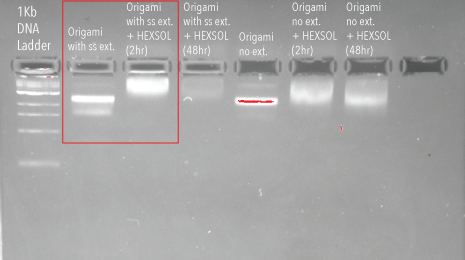 1Kb
DNA
Ladder
Origami
with ss ext.
Origami
with ss ext.
+ HEXSOL
(2hr)
Origami
with ss ext.
+ HEXSOL
(48hr)
Origami
no ext.
Origami
no ext.
+ HEXSOL
(2hr)
Origami
no ext.
+ HEXSOL
(48hr)